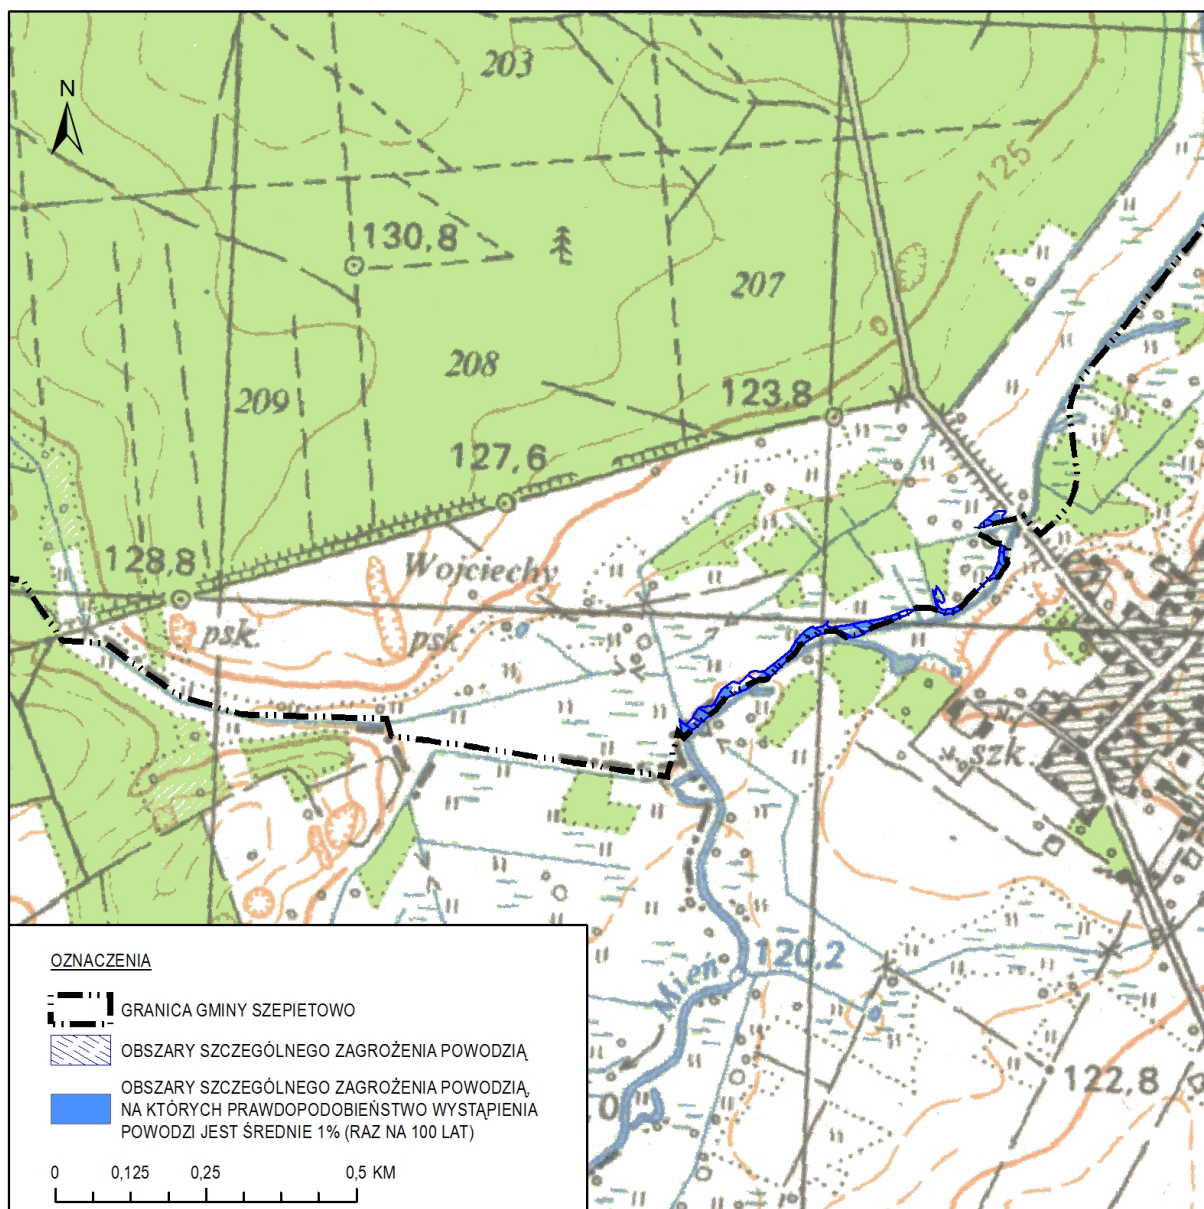 203
N
125
130,8
207
208
209
123,8
127,6
128,8
Wojciechy
psk.
psk.
szk.
120,2
Mień
122,8
OZNACZENIA
GRANICA GMINY SZEPIETOWO
OBSZARY SZCZEGÓLNEGO ZAGROŻENIA POWODZIĄ
OBSZARY SZCZEGÓLNEGO ZAGROŻENIA POWODZIĄ,
NA KTÓRYCH PRAWDOPODOBIEŃSTWO WYSTĄPIENIA
POWODZI JEST ŚREDNIE 1% (RAZ NA 100 LAT)
0 0,125 0,25 0,5 KM